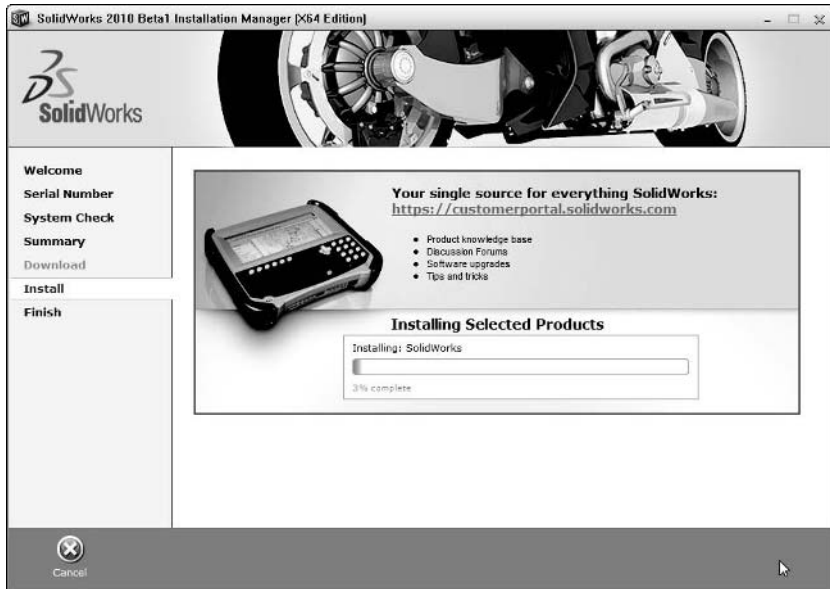 SolidWorks 2010 Beta1 Installation Manager (X64 Edition)
SolidWorks
Welcome
Serial Number
System Check
Summary
Download
Install
Finish
Your single source for everything SolidWorks:
https://customerportal.solidworks.com
• Product knowledge base
• Discussion Forums
• Software upgrades
• Tips and tricks
Installing Selected Products
Installing: SolidWorks
3% complete
Cancel